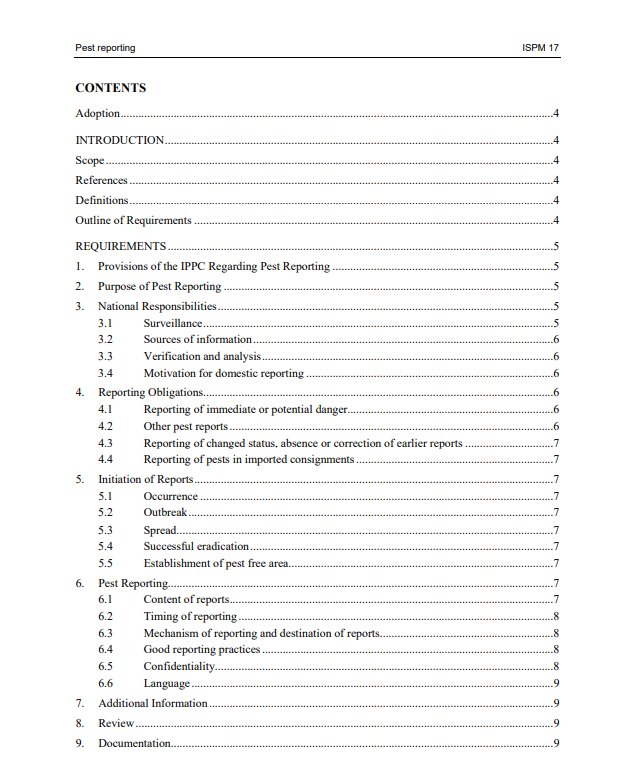 Pest reporting ISPM 17
CONTENTS
Adoption....4
INTRODUCTION....4
Scope....4
References....4
Definitions....4
Outline of Requirements....4
REQUIREMENTS....5
1. Provisions of the IPPC Regarding Pest Reporting....5
2. Purpose of Pest Reporting....5
3. National Responsibilities....5
3.1 Surveillance....5
3.2 Sources of information....6
3.3 Verification and analysis....6
3.4 Motivation for domestic reporting....6
4. Reporting Obligations....6
4.1 Reporting of immediate or potential danger....6
4.2 Other pest reports....6
4.3 Reporting of changed status, absence or correction of earlier reports....7
4.4 Reporting of pests in imported consignments....7
5. Initiation of Reports....7
5.1 Occurrence....7
5.2 Outbreak....7
5.3 Spread....7
5.4 Successful eradication....7
5.5 Establishment of pest free area....7
6. Pest Reporting....7
6.1 Content of reports....7
6.2 Timing of reporting....8
6.3 Mechanism of reporting and destination of reports....8
6.4 Good reporting practices....8
6.5 Confidentiality....8
6.6 Language....9
7. Additional Information....9
8. Review....9
9. Documentation....9